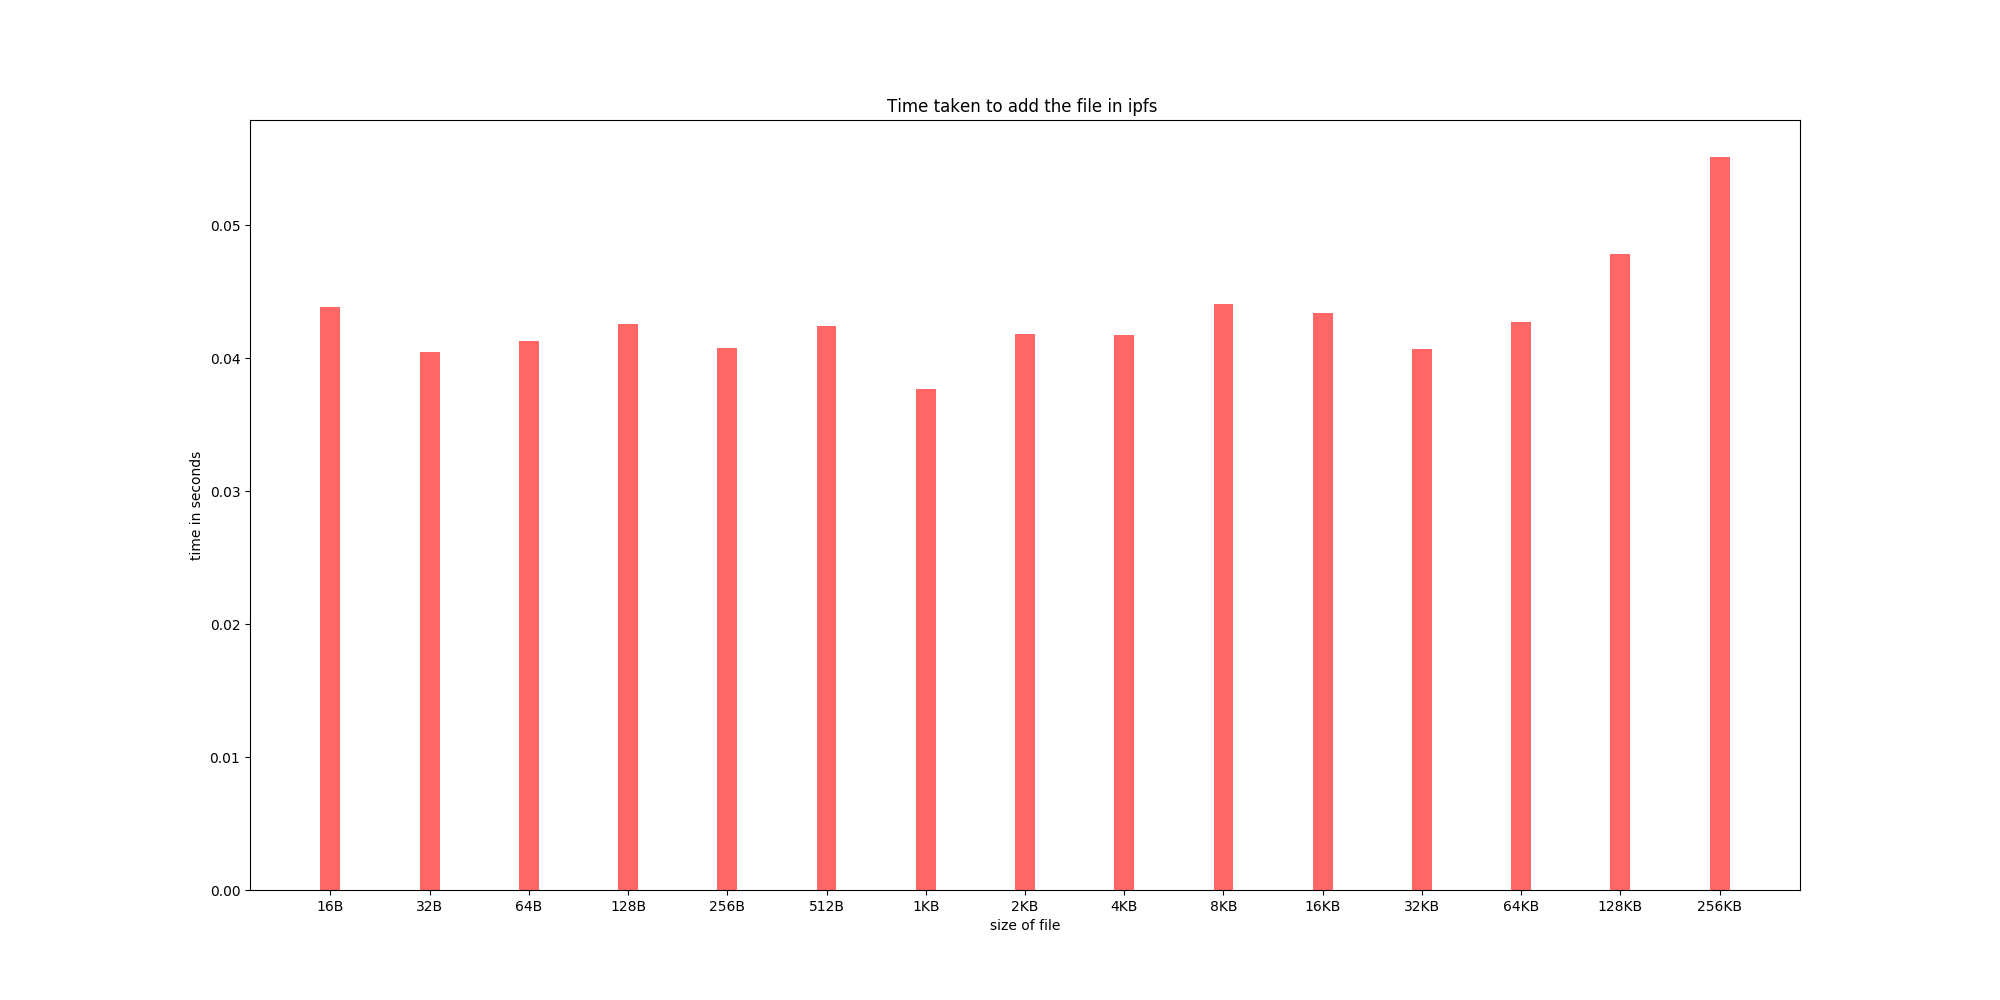 Time taken to add the file in ipfs
time in seconds
0.05
0.04
0.03
0.02
0.01
0.00
16B 32B 64B 128B 256B 512B 1KB 2KB 4KB 8KB 16KB 32KB 64KB 128KB 256KB
size of file